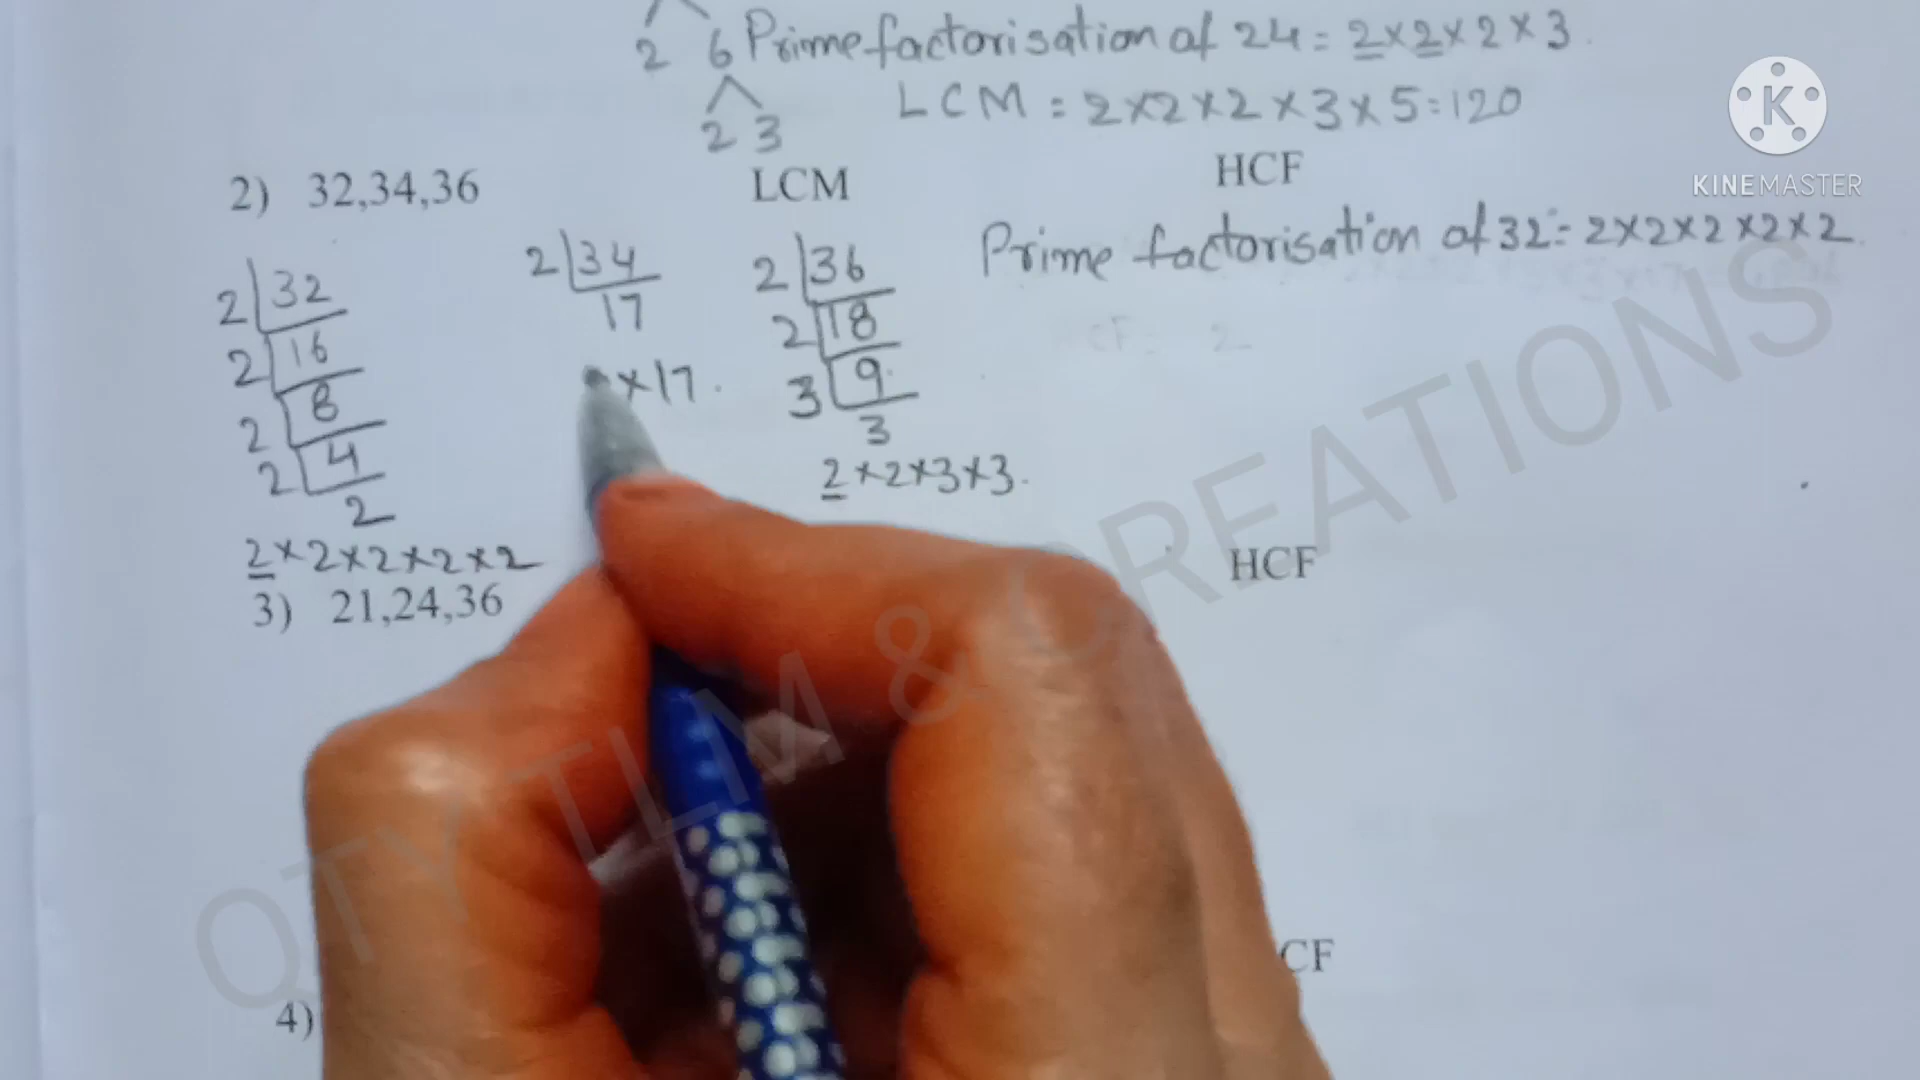 2 6 Prime factorisation of 24 = 2×2×2×3.
2 3 LCM = 2×2×2×3×5=120
K
KINEMASTER
2) 32,34,36 LCM HCF
Prime factorisation of 32 = 2×2×2×2×2.
2 32
2 16
2 8
2 4
2
2×2×2×2×2
2 34
17
×17.
2 36
2 18
3 9
3
2×2×3×3.
3) 21,24,36 HCF
4) CF
QTY TLM & CREATIONS